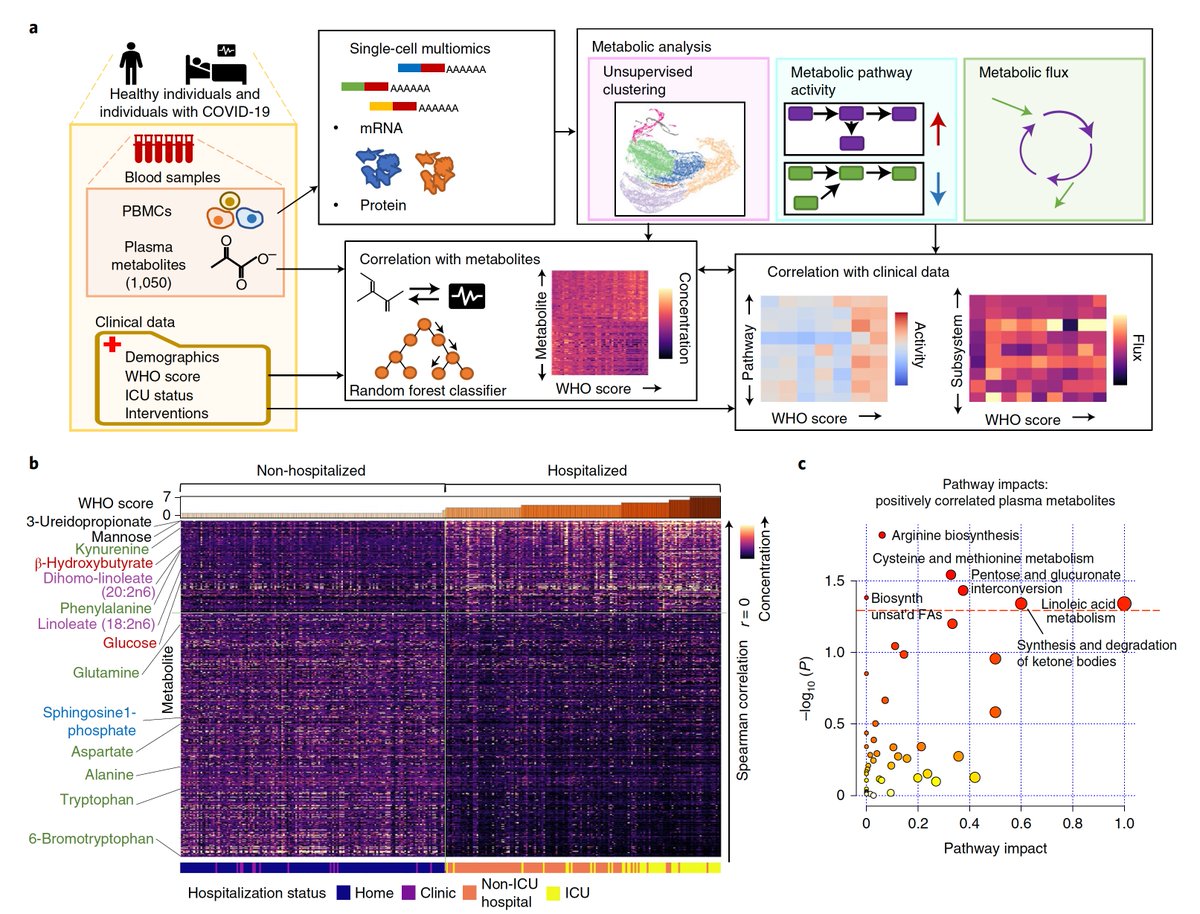 a
Healthy individuals and
individuals with COVID-19
Blood samples
PBMCs
Plasma
metabolites
(1,050)
O
O–
Clinical data
Demographics
WHO score
ICU status
Interventions
Single-cell multiomics
AAAAAA
AAAAAA
AAAAAA
• mRNA
• Protein
Metabolic analysis
Unsupervised
clustering
Metabolic pathway
activity
Metabolic flux
Correlation with metabolites
Random forest classifier
Metabolite
WHO score
Concentration
Correlation with clinical data
Pathway
WHO score
Activity
Subsystem
WHO score
Flux
b
Non-hospitalized
Hospitalized
WHO score
7
0
3-Ureidopropionate
Mannose
Kynurenine
β-Hydroxybutyrate
Dihomo-linoleate
(20:2n6)
Phenylalanine
Linoleate (18:2n6)
Glucose
Glutamine
Sphingosine1-
phosphate
Aspartate
Alanine
Tryptophan
6-Bromotryptophan
Metabolite
Spearman correlation
r = 0
Concentration
Hospitalization status
Home
Clinic
Non-ICU
hospital
ICU
c
Pathway impacts:
positively correlated plasma metabolites
Arginine biosynthesis
Cysteine and methionine metabolism
Pentose and glucuronate
interconversion
Biosynth
unsat'd FAs
Linoleic acid
metabolism
Synthesis and degradation
of ketone bodies
–log10 (P)
1.5
1.0
0.5
0
0
0.2
0.4
0.6
0.8
1.0
Pathway impact